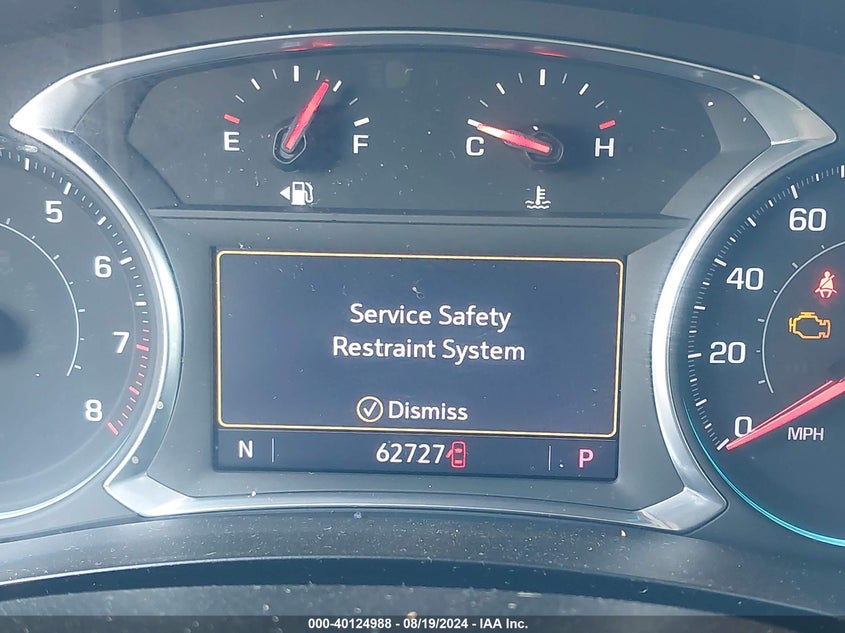 E F
C H
5
6
7
8
60
40
20
0
MPH
Service Safety
Restraint System
Dismiss
N 62727 P
000-40124988 - 08/19/2024 - IAA Inc.